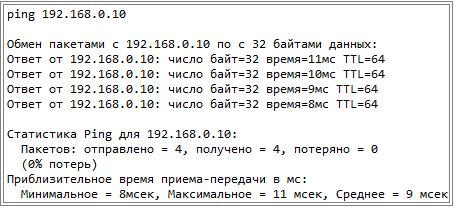 ping 192.168.0.10
Обмен пакетами с 192.168.0.10 по с 32 байтами данных:
Ответ от 192.168.0.10: число байт=32 время=11мс TTL=64
Ответ от 192.168.0.10: число байт=32 время=10мс TTL=64
Ответ от 192.168.0.10: число байт=32 время=9мс TTL=64
Ответ от 192.168.0.10: число байт=32 время=8мс TTL=64
Статистика Ping для 192.168.0.10:
Пакетов: отправлено = 4, получено = 4, потеряно = 0
(0% потерь)
Приблизительное время приема-передачи в мс:
Минимальное = 8мсек, Максимальное = 11 мсек, Среднее = 9 мсек